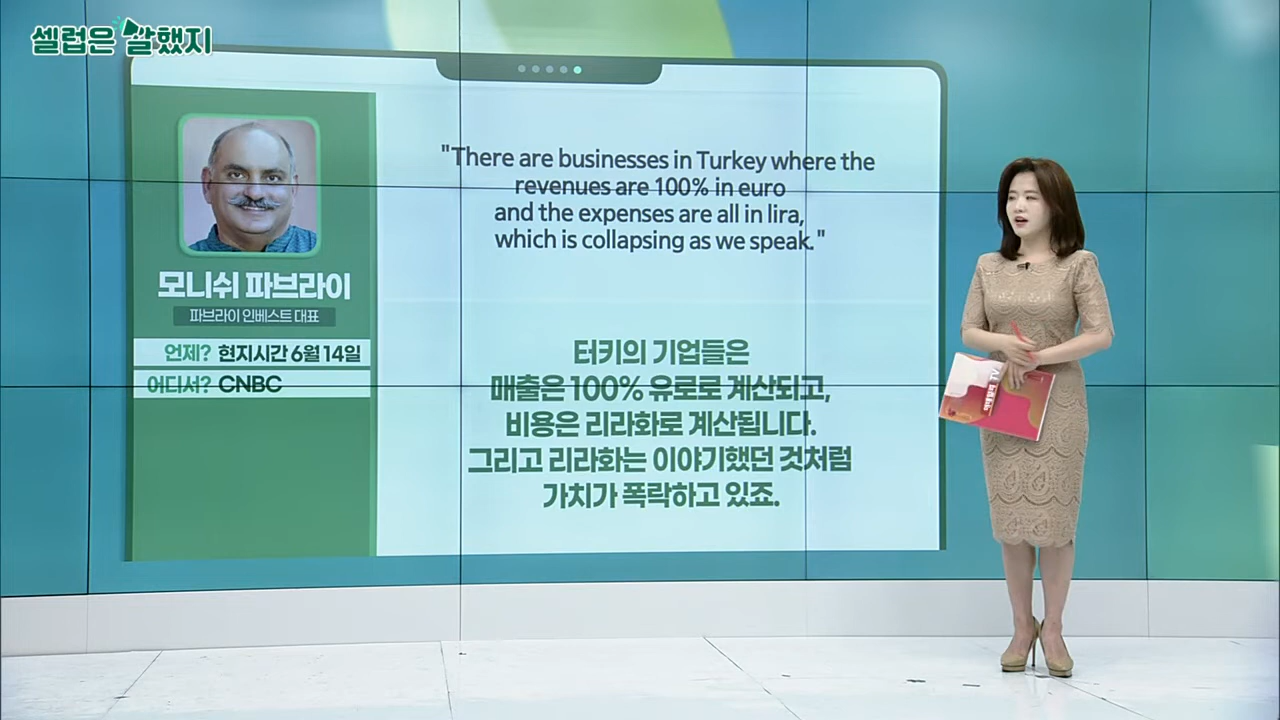 셀럽은 말했지
"There are businesses in Turkey where the
revenues are 100% in euro
and the expenses are all in lira,
which is collapsing as we speak."
모니쉬 파브라이
파브라이 인베스트 대표
언제? 현지시간 6월 14일
어디서? CNBC
터키의 기업들은
매출은 100% 유로로 계산되고,
비용은 리라화로 계산됩니다.
그리고 리라화는 이야기했던 것처럼
가치가 폭락하고 있죠.